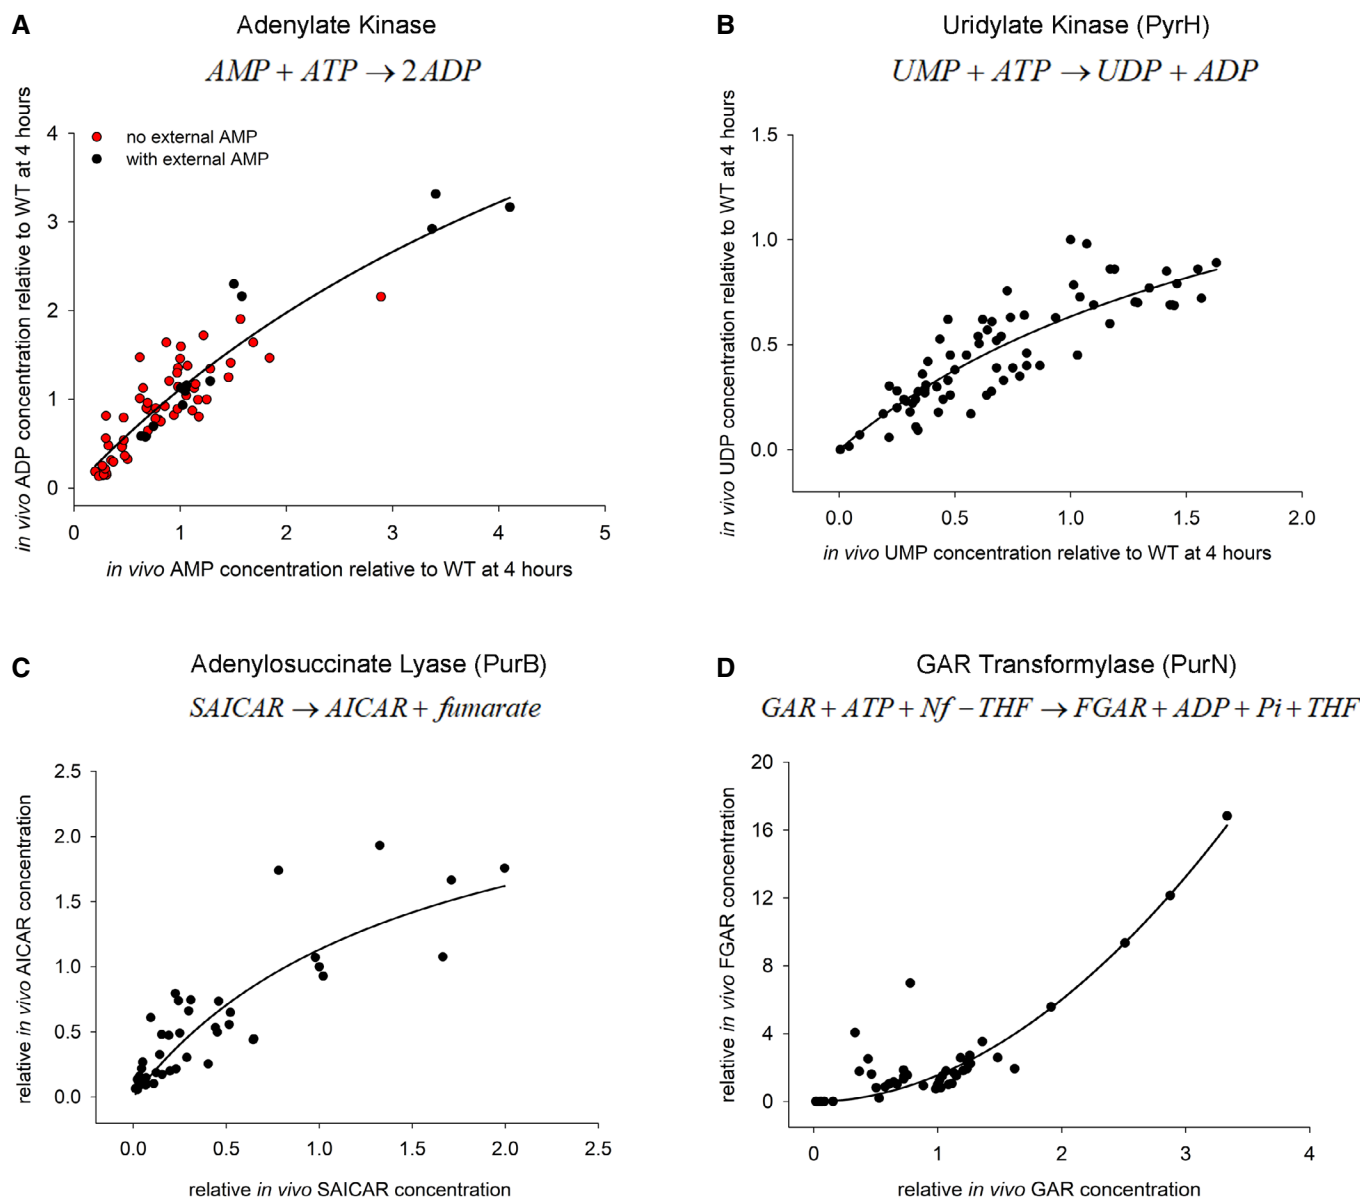 A
Adenylate Kinase
AMP + ATP → 2 ADP
in vivo ADP concentration relative to WT at 4 hours
no external AMP
with external AMP
4
3
2
1
0
0 1 2 3 4 5
in vivo AMP concentration relative to WT at 4 hours
B
Uridylate Kinase (PyrH)
UMP + ATP → UDP + ADP
in vivo UDP concentration relative to WT at 4 hours
1.5
1.0
0.5
0.0
0.0 0.5 1.0 1.5 2.0
in vivo UMP concentration relative to WT at 4 hours
C
Adenylosuccinate Lyase (PurB)
SAICAR → AICAR + fumarate
relative in vivo AICAR concentration
2.5
2.0
1.5
1.0
0.5
0.0
0.0 0.5 1.0 1.5 2.0 2.5
relative in vivo SAICAR concentration
D
GAR Transformylase (PurN)
GAR + ATP + Nf − THF → FGAR + ADP + Pi + THF
relative in vivo FGAR concentration
20
16
12
8
4
0
0 1 2 3 4
relative in vivo GAR concentration